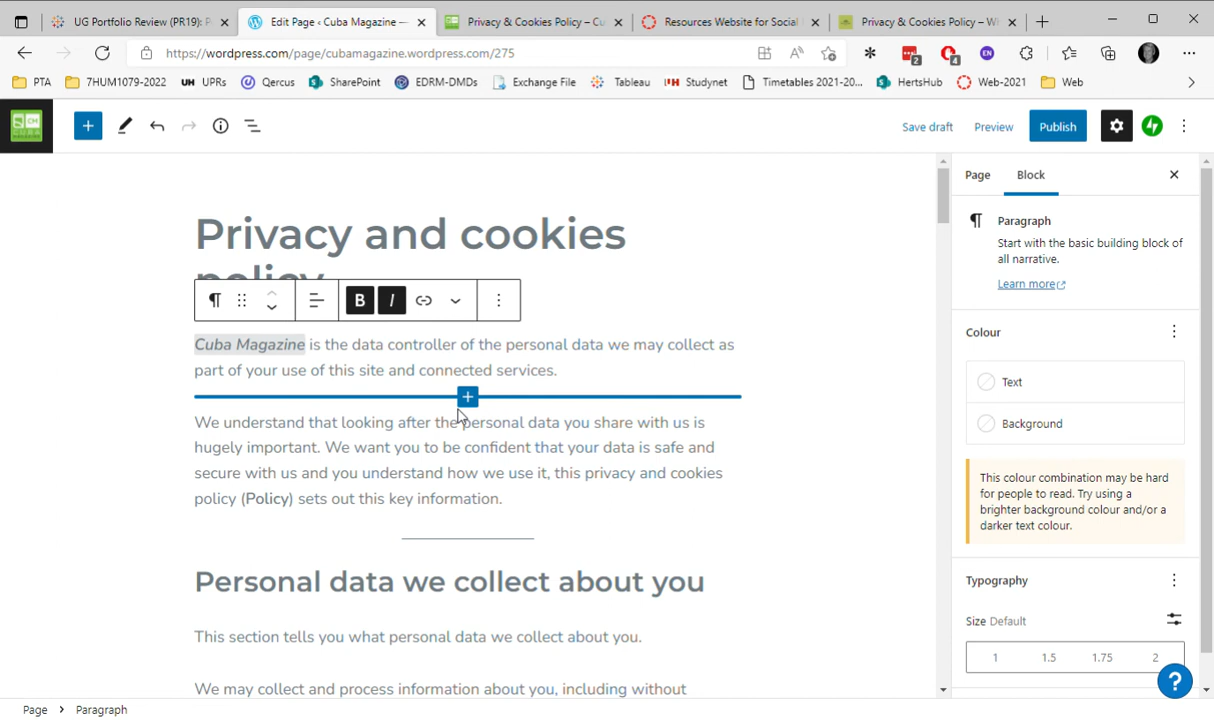 UG Portfolio Review (PR19): P
Edit Page ‹ Cuba Magazine —
Privacy & Cookies Policy – Cu
Resources Website for Social
Privacy & Cookies Policy – W
https://wordpress.com/page/cubamagazine.wordpress.com/275
2
4
EN
PTA
7HUM1079-2022
UH UPRs
Qercus
SharePoint
EDRM-DMDs
Exchange File
Tableau
UH Studynet
Timetables 2021-20...
HertsHub
Web-2021
Web
CUBA
Save draft
Preview
Publish
Page
Block
Privacy and cookies
policy
B I
Cuba Magazine is the data controller of the personal data we may collect as
part of your use of this site and connected services.
We understand that looking after the personal data you share with us is
hugely important. We want you to be confident that your data is safe and
secure with us and you understand how we use it, this privacy and cookies
policy (Policy) sets out this key information.
Personal data we collect about you
This section tells you what personal data we collect about you.
We may collect and process information about you, including without
Paragraph
Start with the basic building block of
all narrative.
Learn more
Colour
Text
Background
This colour combination may be hard
for people to read. Try using a
brighter background colour and/or a
darker text colour.
Typography
Size Default
1 1.5 1.75 2
?
Page > Paragraph